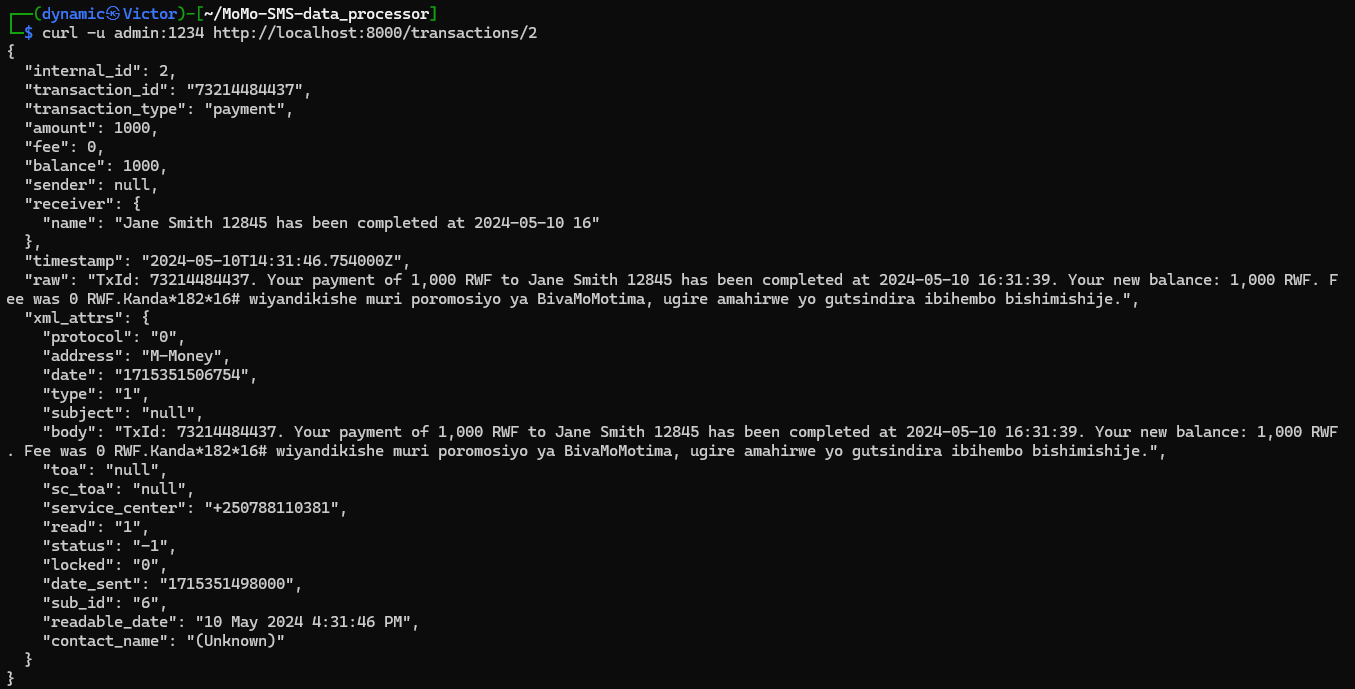 (dynamic㉿Victor)-[~/MoMo-SMS-data_processor]
$ curl -u admin:1234 http://localhost:8000/transactions/2
{
  "internal_id": 2,
  "transaction_id": "73214484437",
  "transaction_type": "payment",
  "amount": 1000,
  "fee": 0,
  "balance": 1000,
  "sender": null,
  "receiver": {
    "name": "Jane Smith 12845 has been completed at 2024-05-10 16"
  },
  "timestamp": "2024-05-10T14:31:46.754000Z",
  "raw": "TxId: 73214484437. Your payment of 1,000 RWF to Jane Smith 12845 has been completed at 2024-05-10 16:31:39. Your new balance: 1,000 RWF. F
ee was 0 RWF.Kanda*182*16# wiyandikishe muri poromosiyo ya BivaMoMotima, ugire amahirwe yo gutsindira ibihembo bishimishije.",
  "xml_attrs": {
    "protocol": "0",
    "address": "M-Money",
    "date": "1715351506754",
    "type": "1",
    "subject": "null",
    "body": "TxId: 73214484437. Your payment of 1,000 RWF to Jane Smith 12845 has been completed at 2024-05-10 16:31:39. Your new balance: 1,000 RWF
. Fee was 0 RWF.Kanda*182*16# wiyandikishe muri poromosiyo ya BivaMoMotima, ugire amahirwe yo gutsindira ibihembo bishimishije.",
    "toa": "null",
    "sc_toa": "null",
    "service_center": "+250788110381",
    "read": "1",
    "status": "-1",
    "locked": "0",
    "date_sent": "1715351498000",
    "sub_id": "6",
    "readable_date": "10 May 2024 4:31:46 PM",
    "contact_name": "(Unknown)"
  }
}